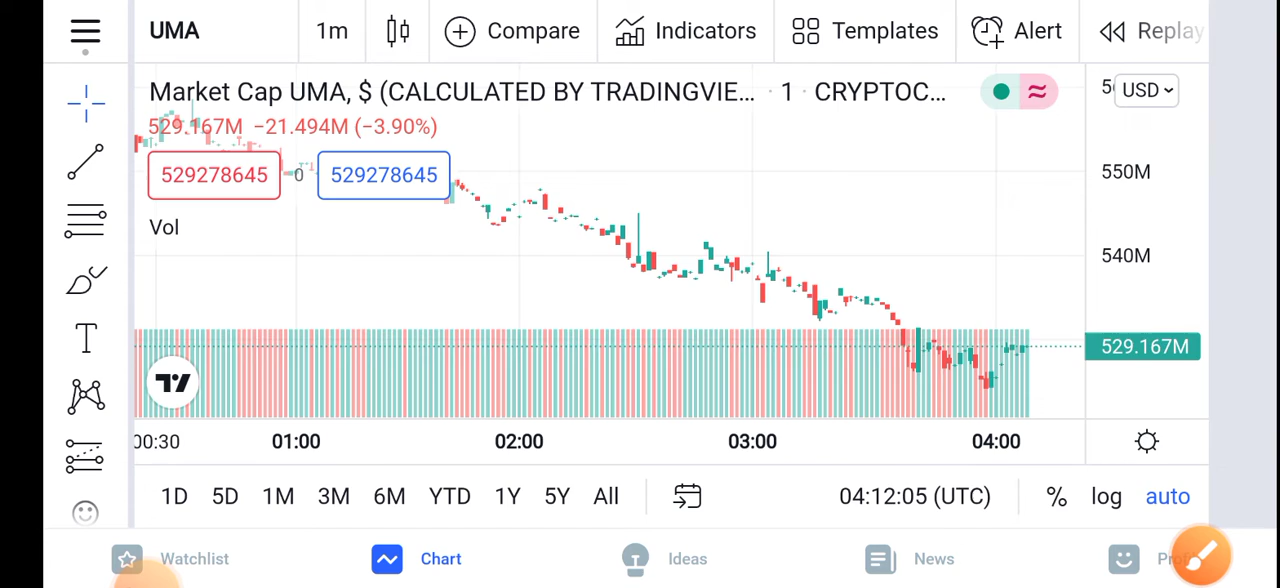 UMA 1m Compare Indicators Templates Alert Replay
Market Cap UMA, $ (CALCULATED BY TRADINGVIE... · 1 · CRYPTOC... USD
529.167M −21.494M (−3.90%)
529278645 0 529278645
550M
Vol
540M
529.167M
00:30 01:00 02:00 03:00 04:00
1D 5D 1M 3M 6M YTD 1Y 5Y All 04:12:05 (UTC) % log auto
Watchlist Chart Ideas News